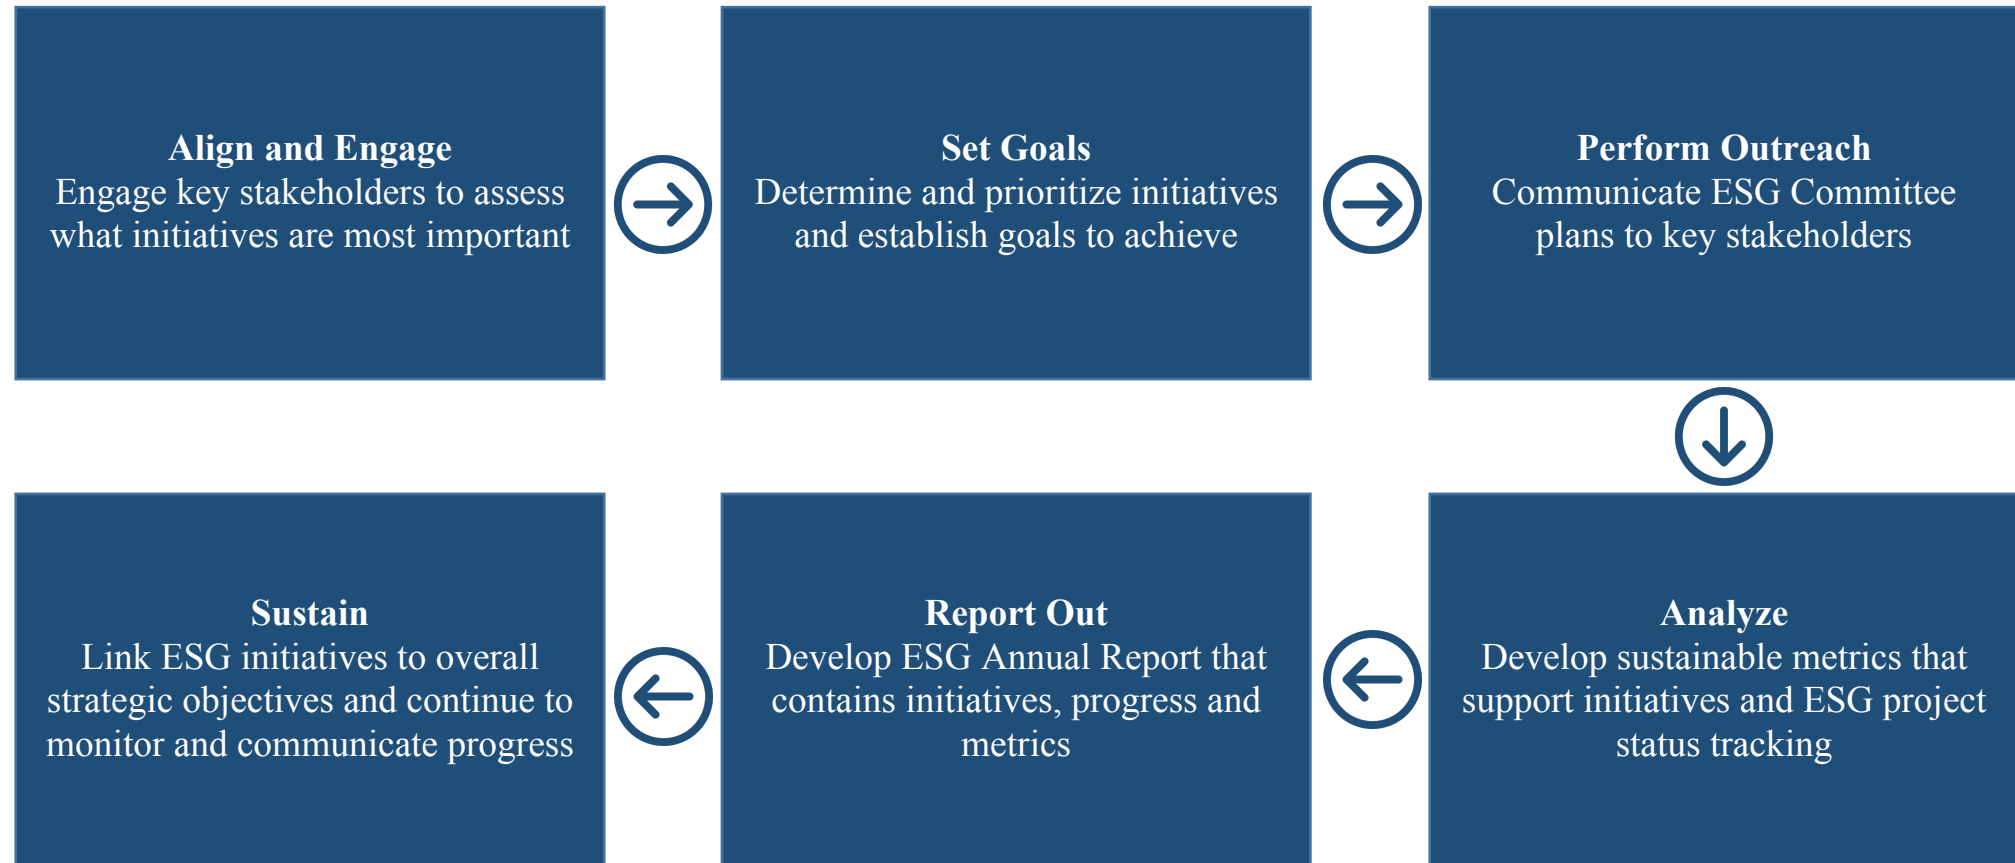 Align and Engage
Engage key stakeholders to assess
what initiatives are most important
Set Goals
Determine and prioritize initiatives
and establish goals to achieve
Perform Outreach
Communicate ESG Committee
plans to key stakeholders
Analyze
Develop sustainable metrics that
support initiatives and ESG project
status tracking
Report Out
Develop ESG Annual Report that
contains initiatives, progress and
metrics
Sustain
Link ESG initiatives to overall
strategic objectives and continue to
monitor and communicate progress